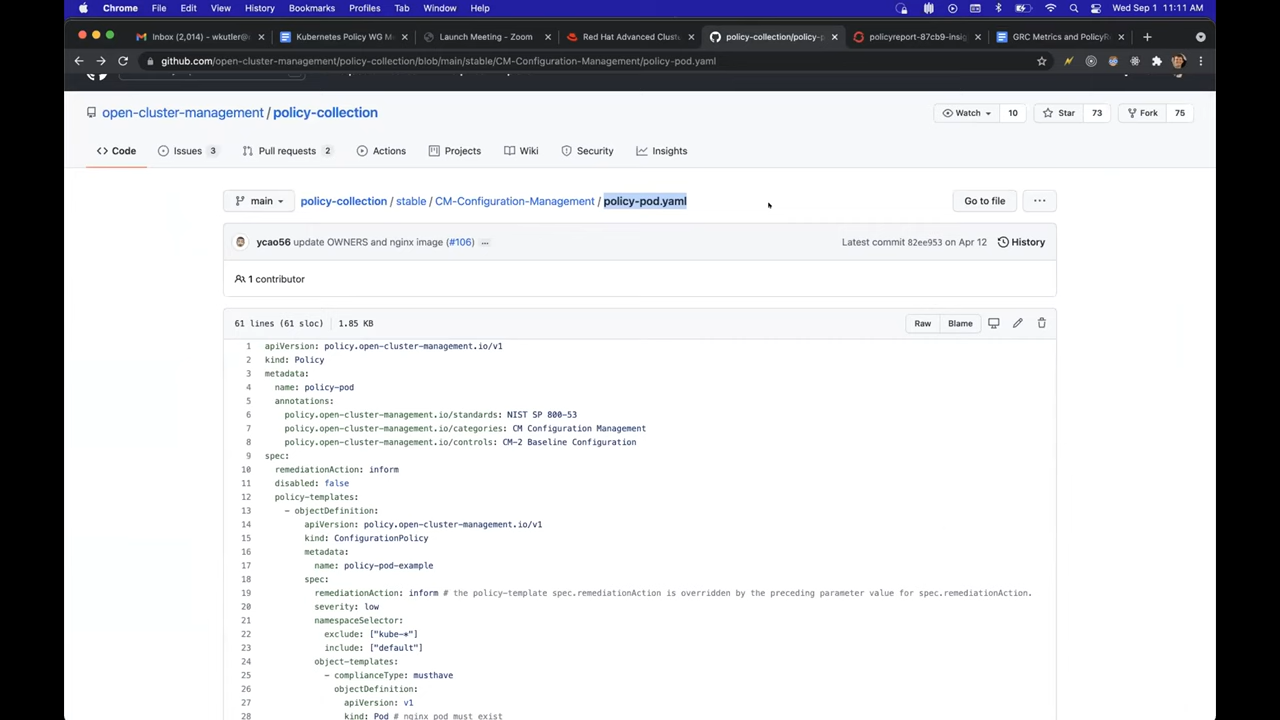 Chrome File Edit View History Bookmarks Profiles Tab Window Help Wed Sep 1 11:11 AM
Inbox (2,014) - wkutler@ Kubernetes Policy WG M Launch Meeting - Zoom Red Hat Advanced Clust policy-collection/policy-p policyreport-87cb9-insig GRC Metrics and PolicyR
github.com/open-cluster-management/policy-collection/blob/main/stable/CM-Configuration-Management/policy-pod.yaml
open-cluster-management / policy-collection
Watch 10 Star 73 Fork 75
Code Issues 3 Pull requests 2 Actions Projects Wiki Security Insights
main policy-collection / stable / CM-Configuration-Management / policy-pod.yaml Go to file ...
ycao56 update OWNERS and nginx image (#106) ... Latest commit 82ee953 on Apr 12 History
1 contributor
61 lines (61 sloc) 1.85 KB Raw Blame
1 apiVersion: policy.open-cluster-management.io/v1
2 kind: Policy
3 metadata:
4 name: policy-pod
5 annotations:
6 policy.open-cluster-management.io/standards: NIST SP 800-53
7 policy.open-cluster-management.io/categories: CM Configuration Management
8 policy.open-cluster-management.io/controls: CM-2 Baseline Configuration
9 spec:
10 remediationAction: inform
11 disabled: false
12 policy-templates:
13 - objectDefinition:
14 apiVersion: policy.open-cluster-management.io/v1
15 kind: ConfigurationPolicy
16 metadata:
17 name: policy-pod-example
18 spec:
19 remediationAction: inform # the policy-template spec.remediationAction is overridden by the preceding parameter value for spec.remediationAction.
20 severity: low
21 namespaceSelector:
22 exclude: ["kube-*"]
23 include: ["default"]
24 object-templates:
25 - complianceType: musthave
26 objectDefinition:
27 apiVersion: v1
28 kind: Pod # nginx pod must exist